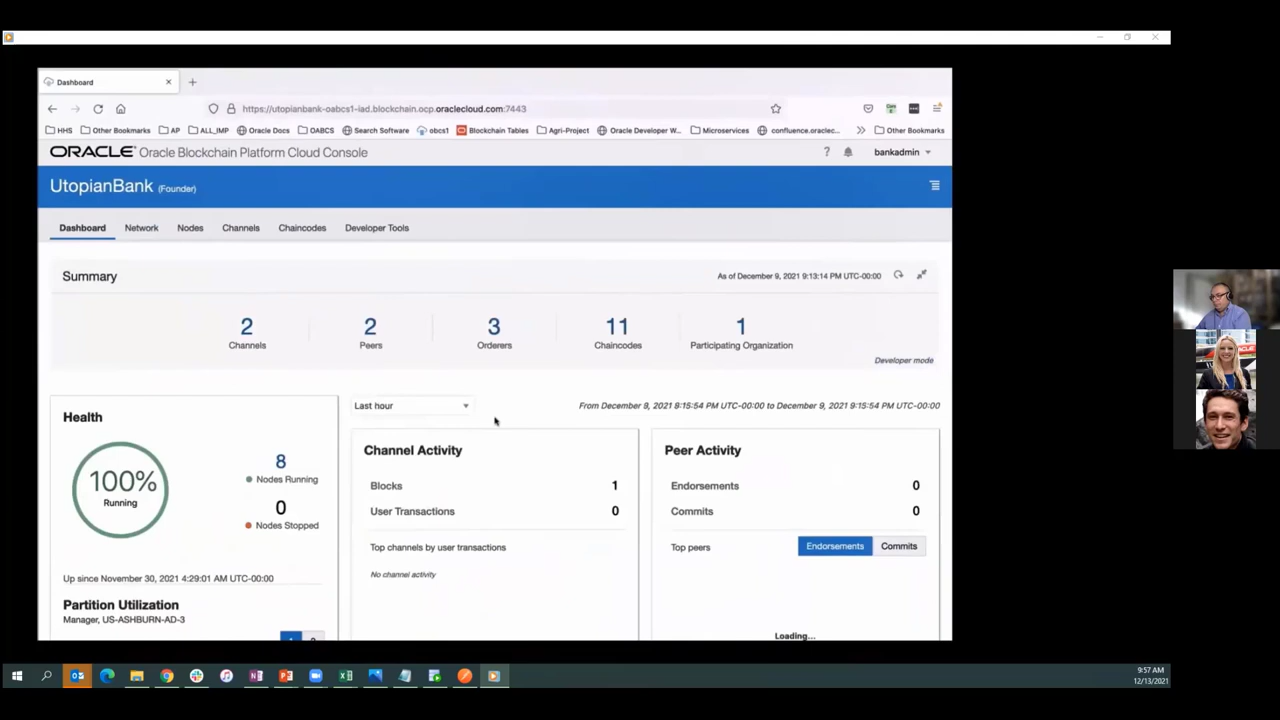 Dashboard
https://utopianbank-oabcs1-iad.blockchain.ocp.oraclecloud.com:7443
HHS Other Bookmarks AP ALL_IMP Oracle Docs OABCS Search Software obcs1 Blockchain Tables Agri-Project Oracle Developer W... Microservices confluence.oraclec... Other Bookmarks
ORACLE Oracle Blockchain Platform Cloud Console ? bankadmin
UtopianBank (Founder)
Dashboard Network Nodes Channels Chaincodes Developer Tools
Summary As of December 9, 2021 9:13:14 PM UTC-00:00
2 2 3 11 1
Channels Peers Orderers Chaincodes Participating Organization
Developer mode
Last hour From December 9, 2021 9:15:54 PM UTC-00:00 to December 9, 2021 9:15:54 PM UTC-00:00
Health
100%
Running
8
Nodes Running
0
Nodes Stopped
Up since November 30, 2021 4:29:01 AM UTC-00:00
Partition Utilization
Manager, US-ASHBURN-AD-3
Channel Activity
Blocks 1
User Transactions 0
Top channels by user transactions
No channel activity
Peer Activity
Endorsements 0
Commits 0
Top peers Endorsements Commits
Loading...
9:57 AM
12/13/2021
ORACLE